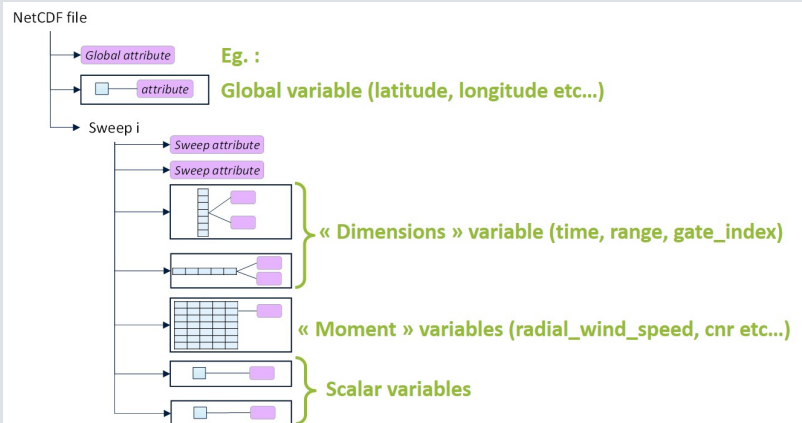 NetCDF file
Global attribute
Eg. :
attribute
Global variable (latitude, longitude etc...)
Sweep i
Sweep attribute
Sweep attribute
« Dimensions » variable (time, range, gate_index)
« Moment » variables (radial_wind_speed, cnr etc...)
Scalar variables